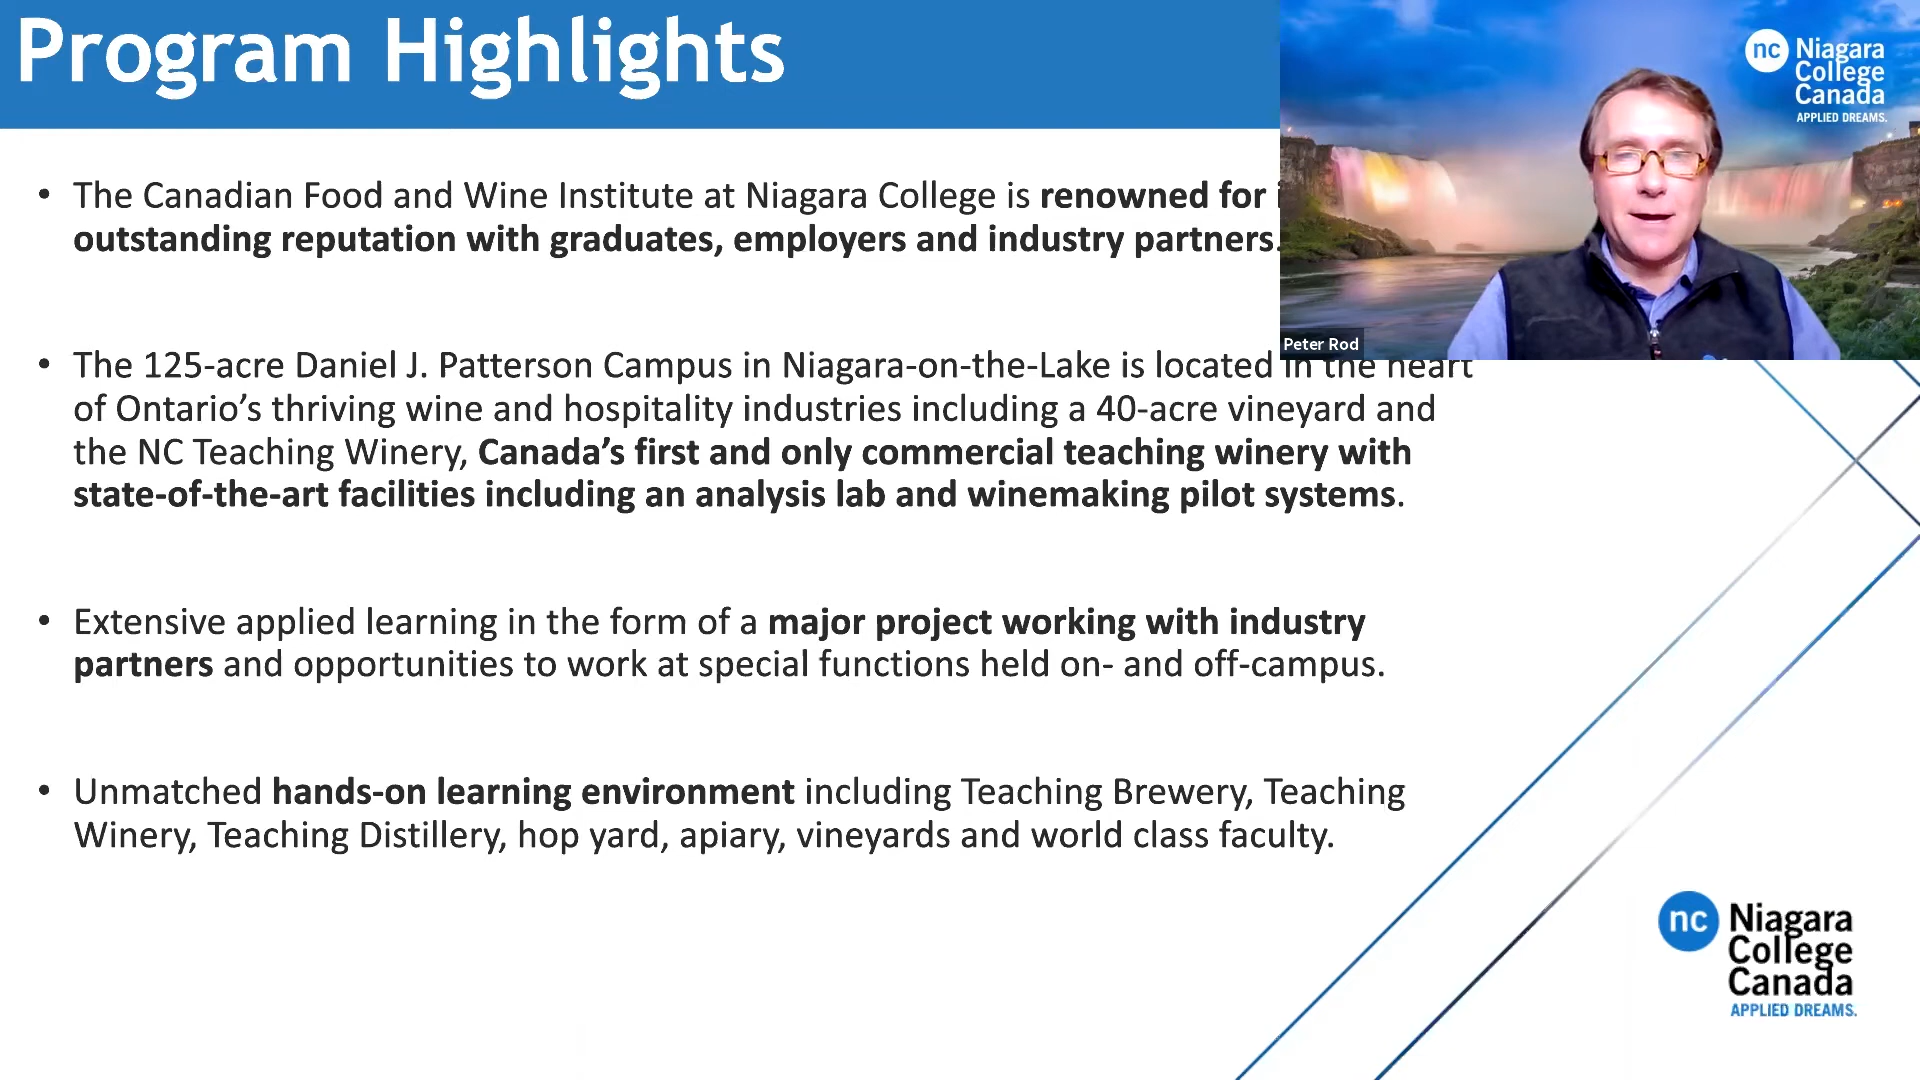 Program Highlights
• The Canadian Food and Wine Institute at Niagara College is renowned for
outstanding reputation with graduates, employers and industry partners.
• The 125-acre Daniel J. Patterson Campus in Niagara-on-the-Lake is located in the heart
of Ontario’s thriving wine and hospitality industries including a 40-acre vineyard and
the NC Teaching Winery, Canada’s first and only commercial teaching winery with
state-of-the-art facilities including an analysis lab and winemaking pilot systems.
• Extensive applied learning in the form of a major project working with industry
partners and opportunities to work at special functions held on- and off-campus.
• Unmatched hands-on learning environment including Teaching Brewery, Teaching
Winery, Teaching Distillery, hop yard, apiary, vineyards and world class faculty.
nc Niagara
College
Canada
APPLIED DREAMS.
Peter Rod
nc Niagara
College
Canada
APPLIED DREAMS.